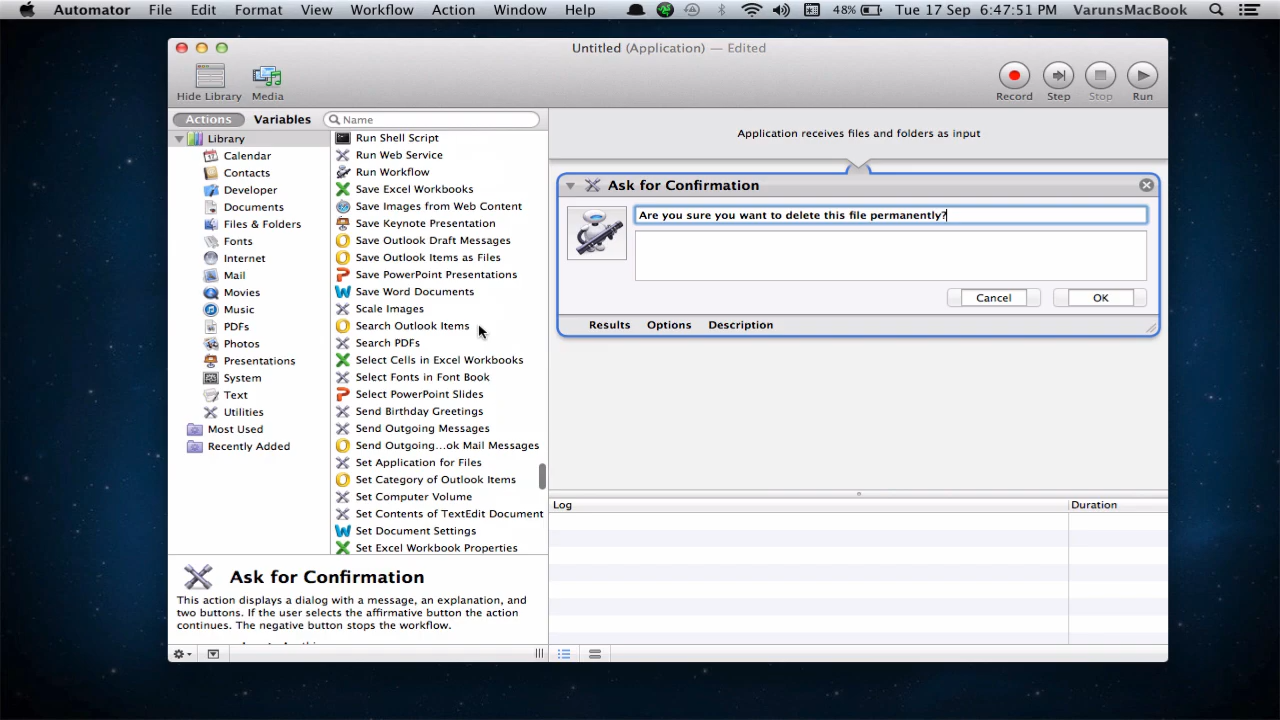 Automator File Edit Format View Workflow Action Window Help 48% Tue 17 Sep 6:47:51 PM VarunsMacBook
Untitled (Application) — Edited
Hide Library Media Record Step Stop Run
Actions Variables Name
Library
Calendar
Contacts
Developer
Documents
Files & Folders
Fonts
Internet
Mail
Movies
Music
PDFs
Photos
Presentations
System
Text
Utilities
Most Used
Recently Added
Run Shell Script
Run Web Service
Run Workflow
Save Excel Workbooks
Save Images from Web Content
Save Keynote Presentation
Save Outlook Draft Messages
Save Outlook Items as Files
Save PowerPoint Presentations
Save Word Documents
Scale Images
Search Outlook Items
Search PDFs
Select Cells in Excel Workbooks
Select Fonts in Font Book
Select PowerPoint Slides
Send Birthday Greetings
Send Outgoing Messages
Send Outgoing...ok Mail Messages
Set Application for Files
Set Category of Outlook Items
Set Computer Volume
Set Contents of TextEdit Document
Set Document Settings
Set Excel Workbook Properties
Ask for Confirmation
This action displays a dialog with a message, an explanation, and
two buttons. If the user selects the affirmative button the action
continues. The negative button stops the workflow.
Application receives files and folders as input
Ask for Confirmation
Are you sure you want to delete this file permanently?
Cancel OK
Results Options Description
Log Duration